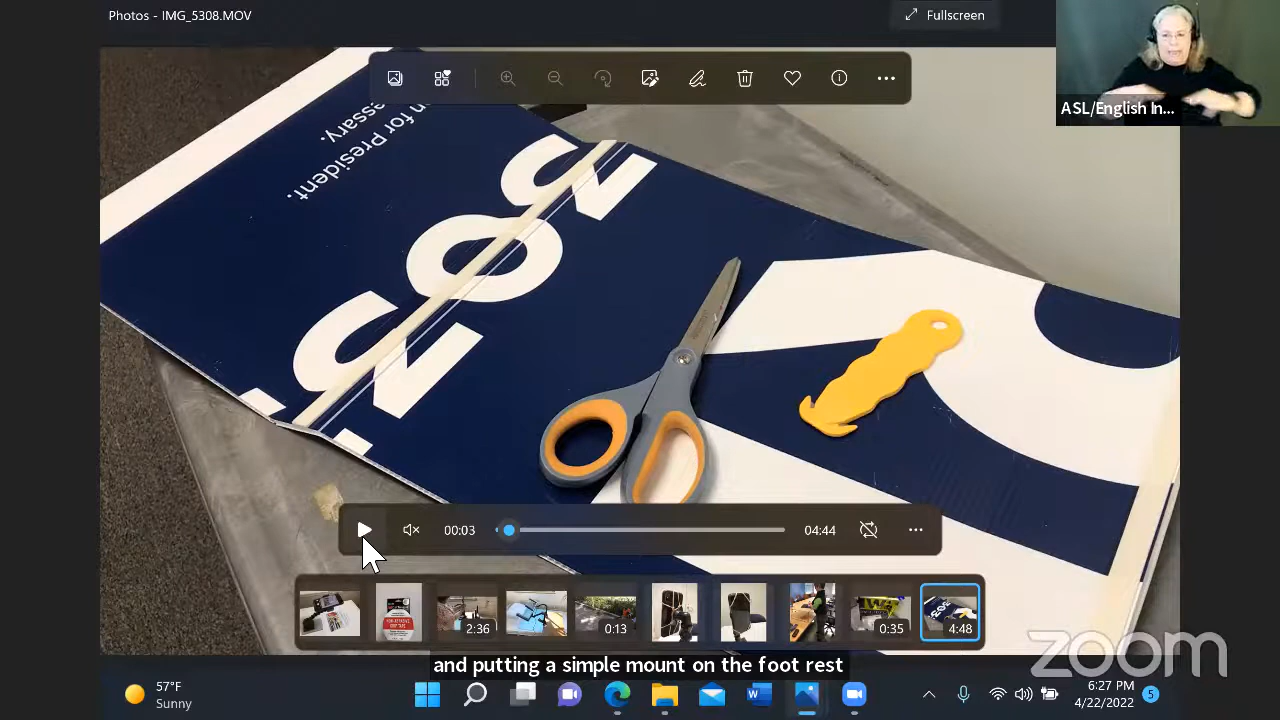 Photos - IMG_5308.MOV
Fullscreen
ASL/English In...
for President.
essary.
00:03
04:44
2:36
0:13
0:35
4:48
and putting a simple mount on the foot rest
zoom
57°F
Sunny
6:27 PM
4/22/2022
5